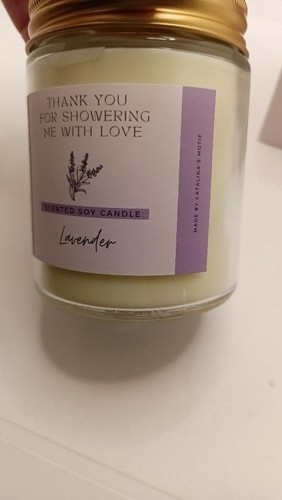 THANK YOU
FOR SHOWERING
ME WITH LOVE
SCENTED SOY CANDLE
Lavender
MADE BY CATALINA'S MOTIF